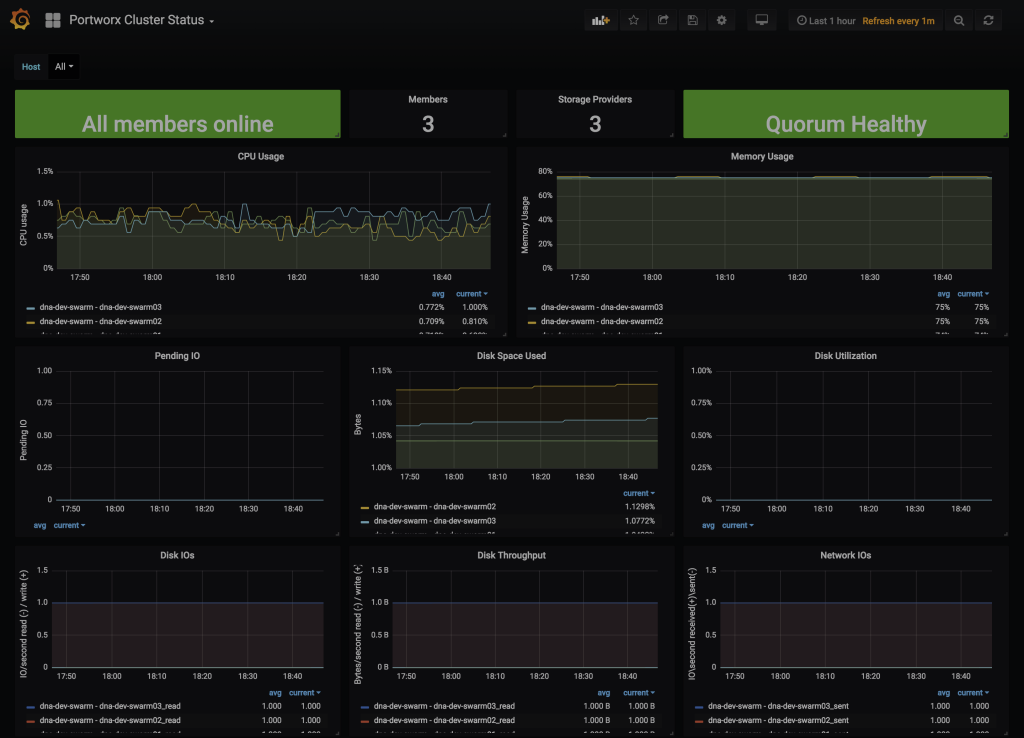 Portworx Cluster Status
Last 1 hour Refresh every 1m
Host All
All members online
Members
3
Storage Providers
3
Quorum Healthy
CPU Usage
CPU usage
1.5%
1.0%
0.5%
0%
17:50 18:00 18:10 18:20 18:30 18:40
avg current
dna-dev-swarm - dna-dev-swarm03 0.772% 1.000%
dna-dev-swarm - dna-dev-swarm02 0.709% 0.810%
Memory Usage
Memory Usage
80%
60%
40%
20%
0%
17:50 18:00 18:10 18:20 18:30 18:40
avg current
dna-dev-swarm - dna-dev-swarm03 75% 75%
dna-dev-swarm - dna-dev-swarm02 75% 75%
Pending IO
Pending IO
1.00
0.75
0.50
0.25
0
17:50 18:00 18:10 18:20 18:30 18:40
avg current
Disk Space Used
Bytes
1.15%
1.10%
1.05%
1.00%
17:50 18:00 18:10 18:20 18:30 18:40
current
dna-dev-swarm - dna-dev-swarm02 1.1298%
dna-dev-swarm - dna-dev-swarm03 1.0772%
Disk Utilization
1.00%
0.75%
0.50%
0.25%
0%
17:50 18:00 18:10 18:20 18:30 18:40
avg current
Disk IOs
IO/second read (-) / write (+)
1.5
1.0
0.5
0
17:50 18:00 18:10 18:20 18:30 18:40
avg current
dna-dev-swarm - dna-dev-swarm03_read 1.000 1.000
dna-dev-swarm - dna-dev-swarm02_read 1.000 1.000
Disk Throughput
Bytes/second read (-) / write (+)
1.5 B
1.0 B
0.5 B
0 B
17:50 18:00 18:10 18:20 18:30 18:40
avg current
dna-dev-swarm - dna-dev-swarm03_read 1.000 B 1.000 B
dna-dev-swarm - dna-dev-swarm02_read 1.000 B 1.000 B
Network IOs
IO\second received(+)\sent(-)
1.5
1.0
0.5
0
17:50 18:00 18:10 18:20 18:30 18:40
avg current
dna-dev-swarm - dna-dev-swarm03_sent 1.000 1.000
dna-dev-swarm - dna-dev-swarm02_sent 1.000 1.000